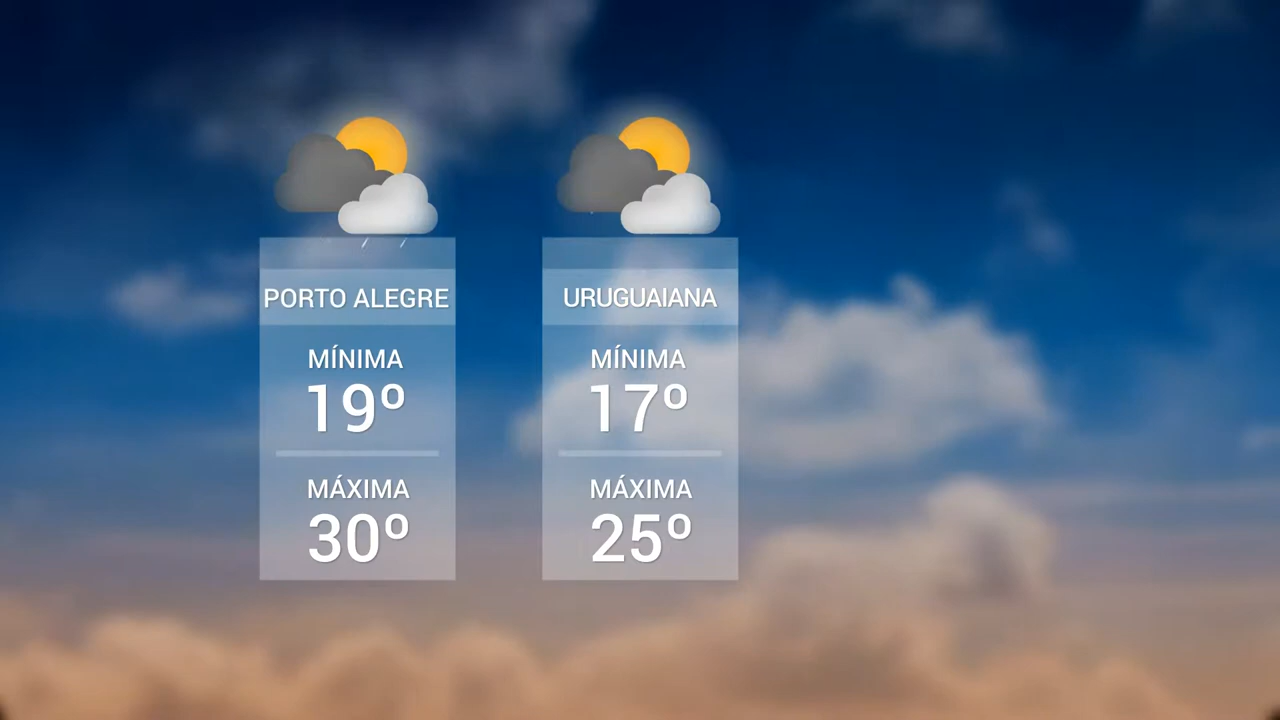 PORTO ALEGRE
MÍNIMA
19º
MÁXIMA
30º
URUGUAIANA
MÍNIMA
17º
MÁXIMA
25º